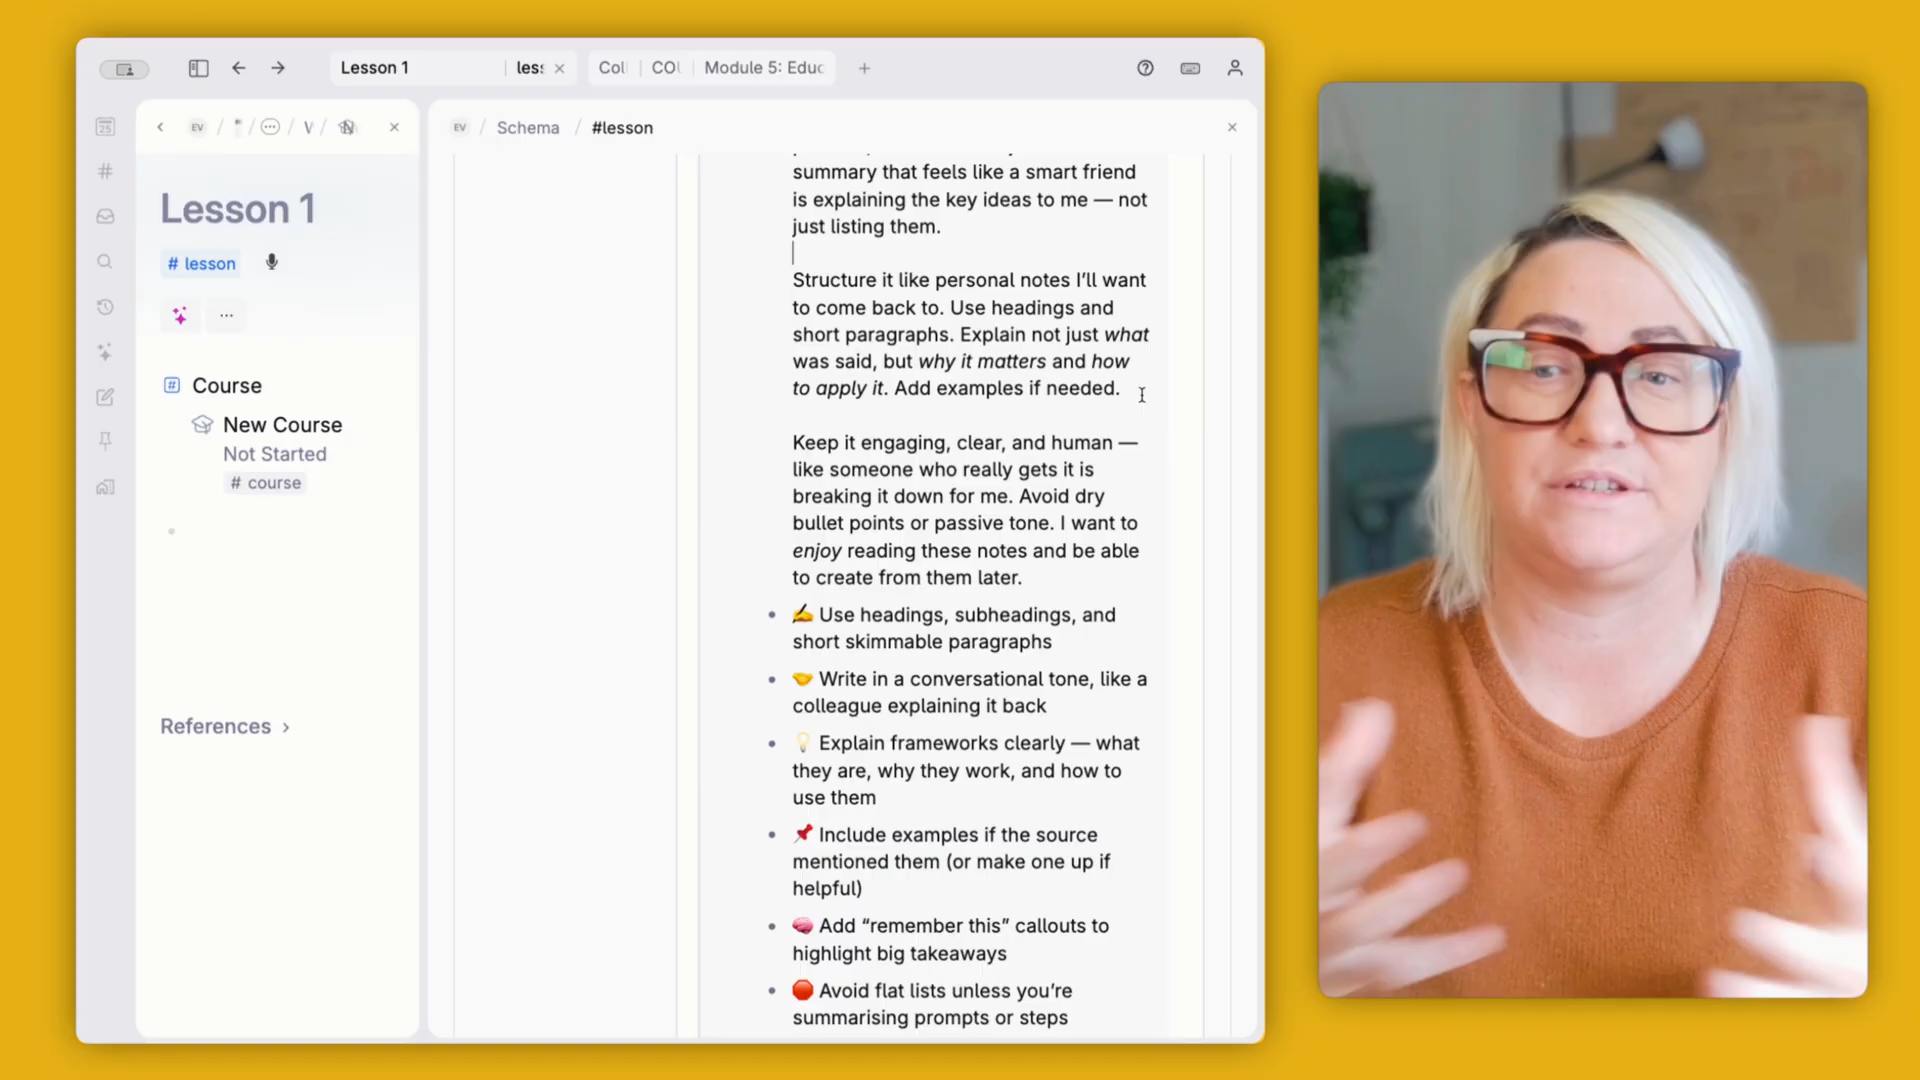 Lesson 1
les
Col
COU
Module 5: Educ
25
EV / / / V /
Lesson 1
# lesson
Course
New Course
Not Started
# course
References
EV / Schema / #lesson
summary that feels like a smart friend
is explaining the key ideas to me — not
just listing them.
Structure it like personal notes I’ll want
to come back to. Use headings and
short paragraphs. Explain not just what
was said, but why it matters and how
to apply it. Add examples if needed.
Keep it engaging, clear, and human —
like someone who really gets it is
breaking it down for me. Avoid dry
bullet points or passive tone. I want to
enjoy reading these notes and be able
to create from them later.
• ✍️ Use headings, subheadings, and
short skimmable paragraphs
• 🤝 Write in a conversational tone, like a
colleague explaining it back
• 💡 Explain frameworks clearly — what
they are, why they work, and how to
use them
• 📌 Include examples if the source
mentioned them (or make one up if
helpful)
• 🧠 Add “remember this” callouts to
highlight big takeaways
• 🛑 Avoid flat lists unless you’re
summarising prompts or steps